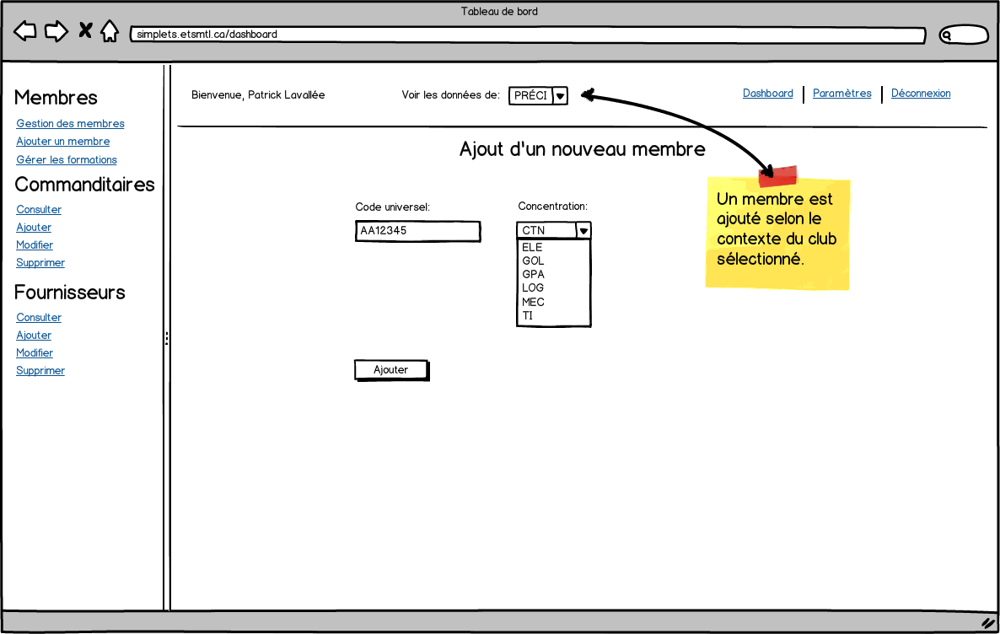 Tableau de bord
simplets.etsmtl.ca/dashboard
Membres
Gestion des membres
Ajouter un membre
Gérer les formations
Commanditaires
Consulter
Ajouter
Modifier
Supprimer
Fournisseurs
Consulter
Ajouter
Modifier
Supprimer
Bienvenue, Patrick Lavallée
Voir les données de: PRÉCI
Dashboard
Paramètres
Déconnexion
Ajout d'un nouveau membre
Code universel:
AA12345
Concentration:
CTN
ELE
GOL
GPA
LOG
MEC
TI
Ajouter
Un membre est
ajouté selon le
contexte du club
sélectionné.